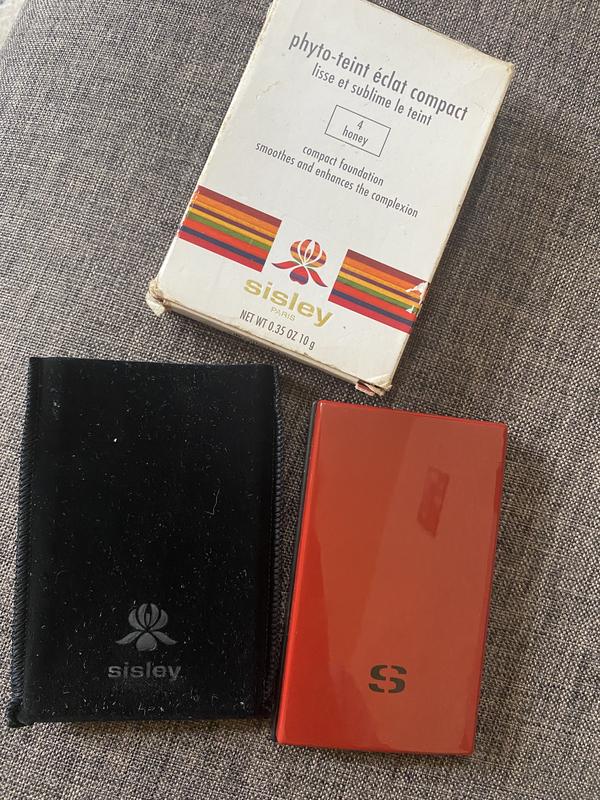 phyto-teint éclat compact
lisse et sublime le teint
4
honey
compact foundation
smoothes and enhances the complexion
sisley
PARIS
NET WT 0.35 OZ 10 g
sisley
S